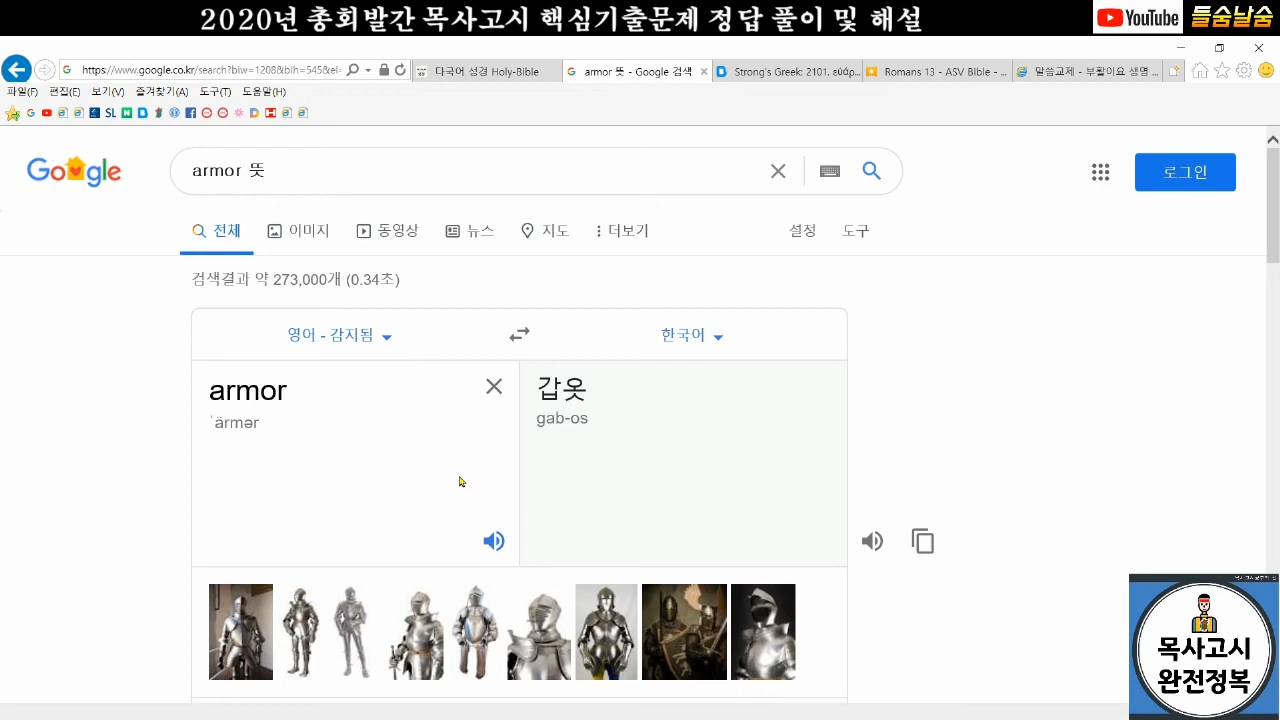 2020년 총회발간 목사고시 핵심기출문제 정답 풀이 및 해설
YouTube 들숨날숨
https://www.google.co.kr/search?biw=1208&bih=545&ei=
다국어 성경 Holy-Bible
armor 뜻 - Google 검색
Strong's Greek: 2101. εὐάρ...
Romans 13 - ASV Bible - ...
말씀교제 - 부활이요 생명 ...
파일(F) 편집(E) 보기(V) 즐겨찾기(A) 도구(T) 도움말(H)
SL
Google
armor 뜻
로그인
전체 이미지 동영상 뉴스 지도 더보기 설정 도구
검색결과 약 273,000개 (0.34초)
영어 - 감지됨 한국어
armor 갑옷
ˈärmər gab-os
목사고시
완전정복